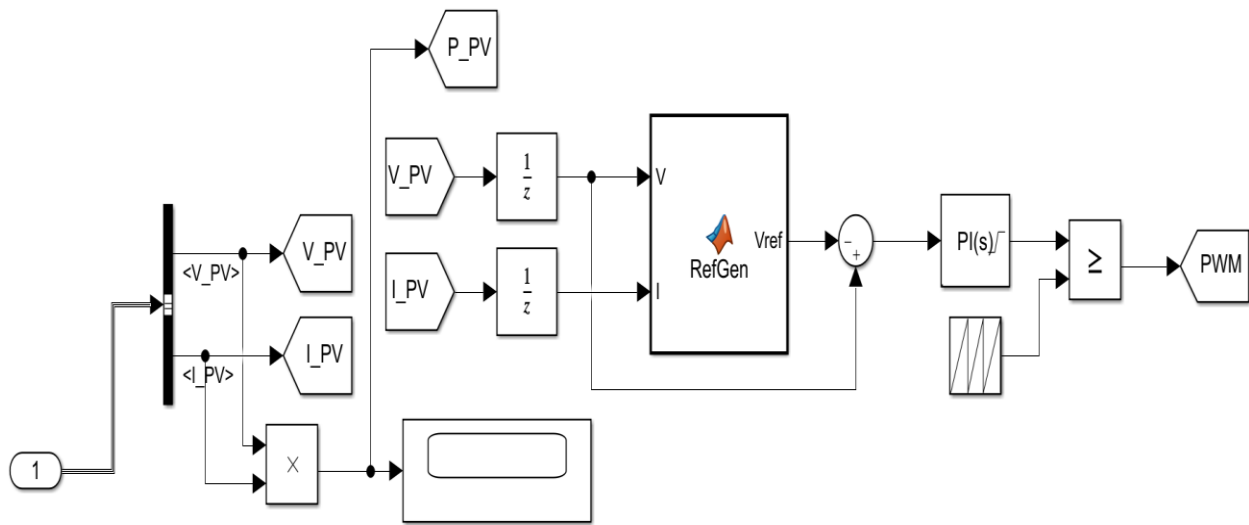 P_PV
V_PV
1
z
V
V_PV
<V_PV>
Vref
RefGen
−
+
PI(s)
≥
PWM
I_PV
1
z
I
I_PV
<I_PV>
1
×